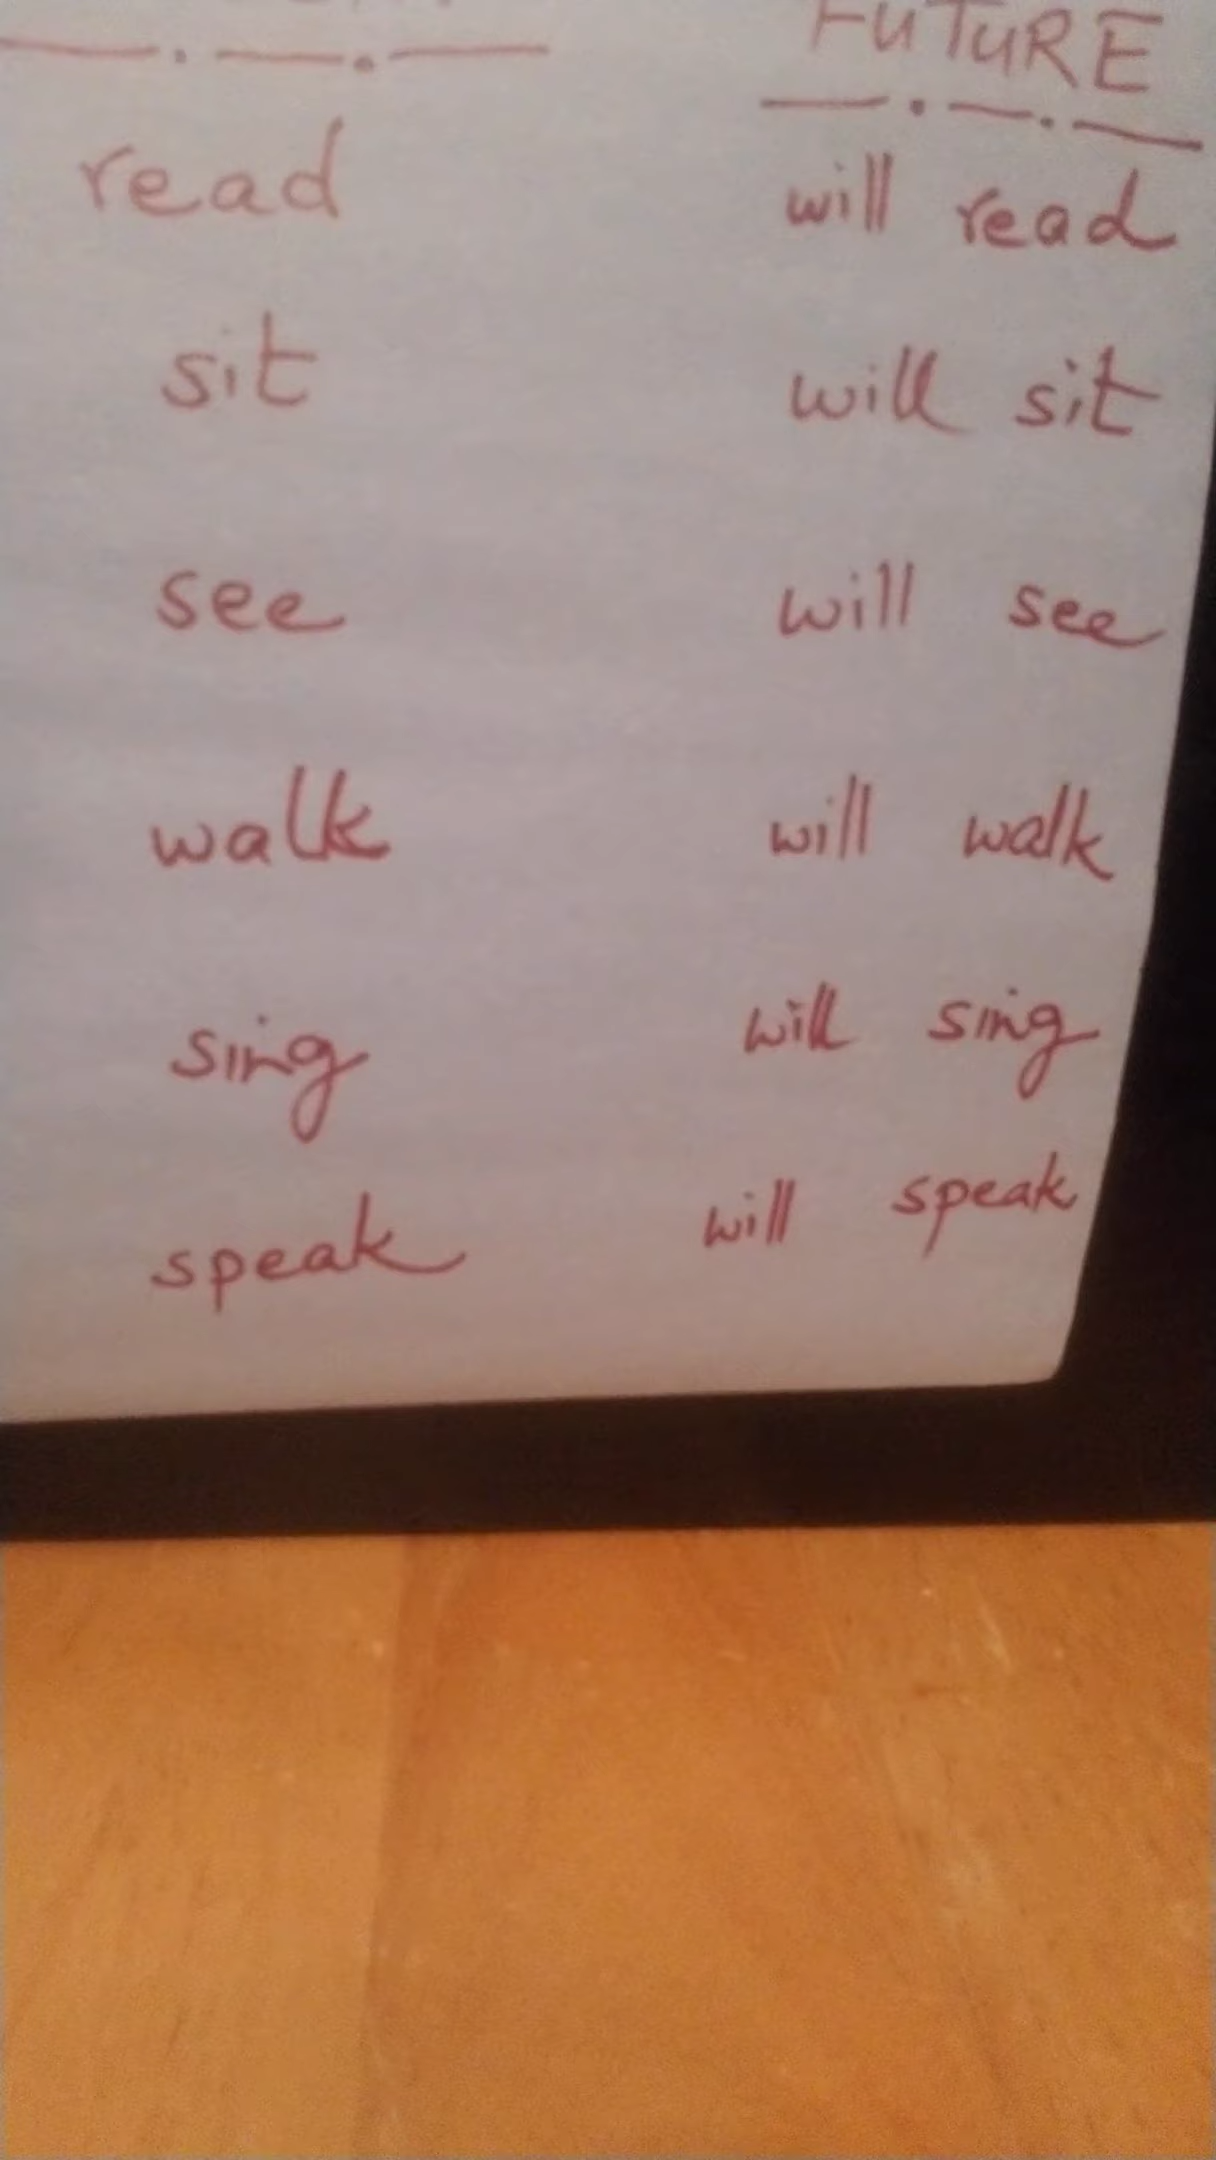 FUTURE
read will read
sit will sit
see will see
walk will walk
sing will sing
speak will speak